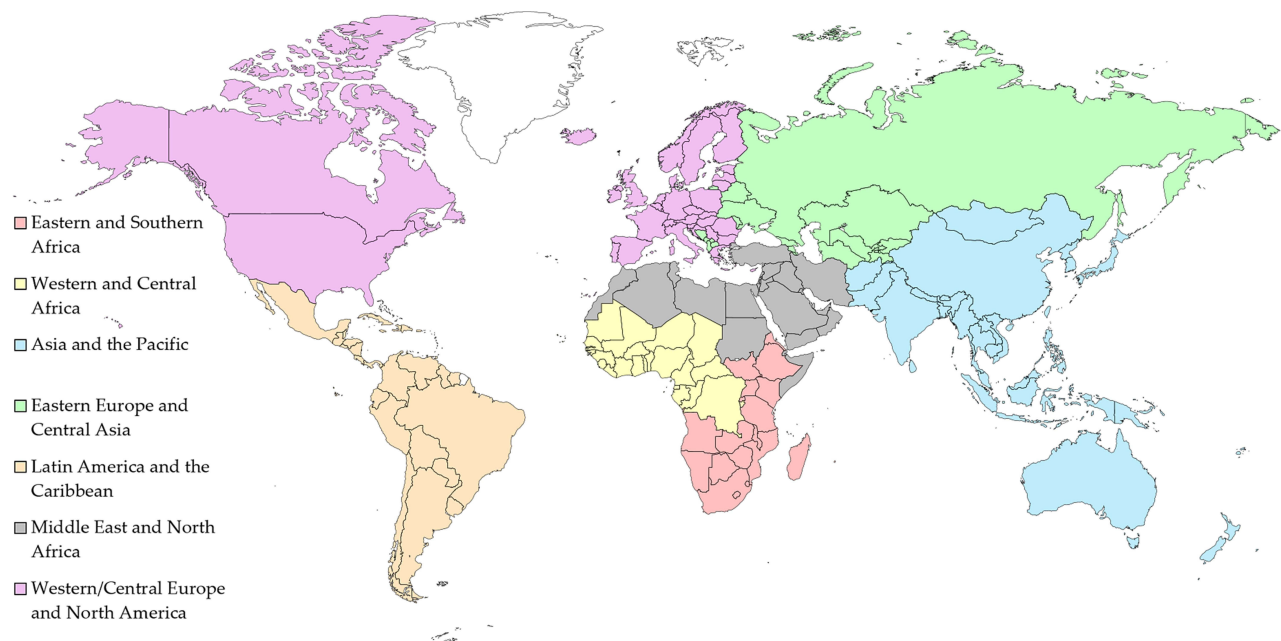 Eastern and Southern
Africa
Western and Central
Africa
Asia and the Pacific
Eastern Europe and
Central Asia
Latin America and the
Caribbean
Middle East and North
Africa
Western/Central Europe
and North America